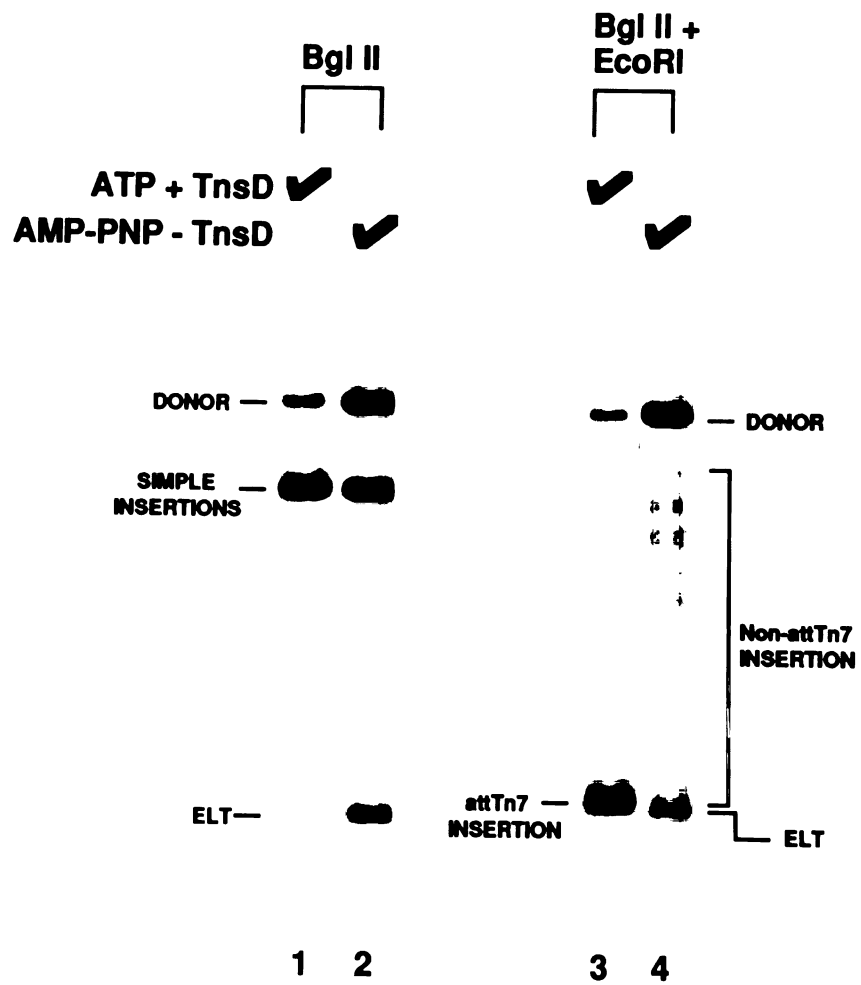 Bgl II
Bgl II +
EcoRI
ATP + TnsD
AMP-PNP - TnsD
DONOR
DONOR
SIMPLE
INSERTIONS
Non-attTn7
INSERTION
attTn7
INSERTION
ELT
ELT
1 2 3 4